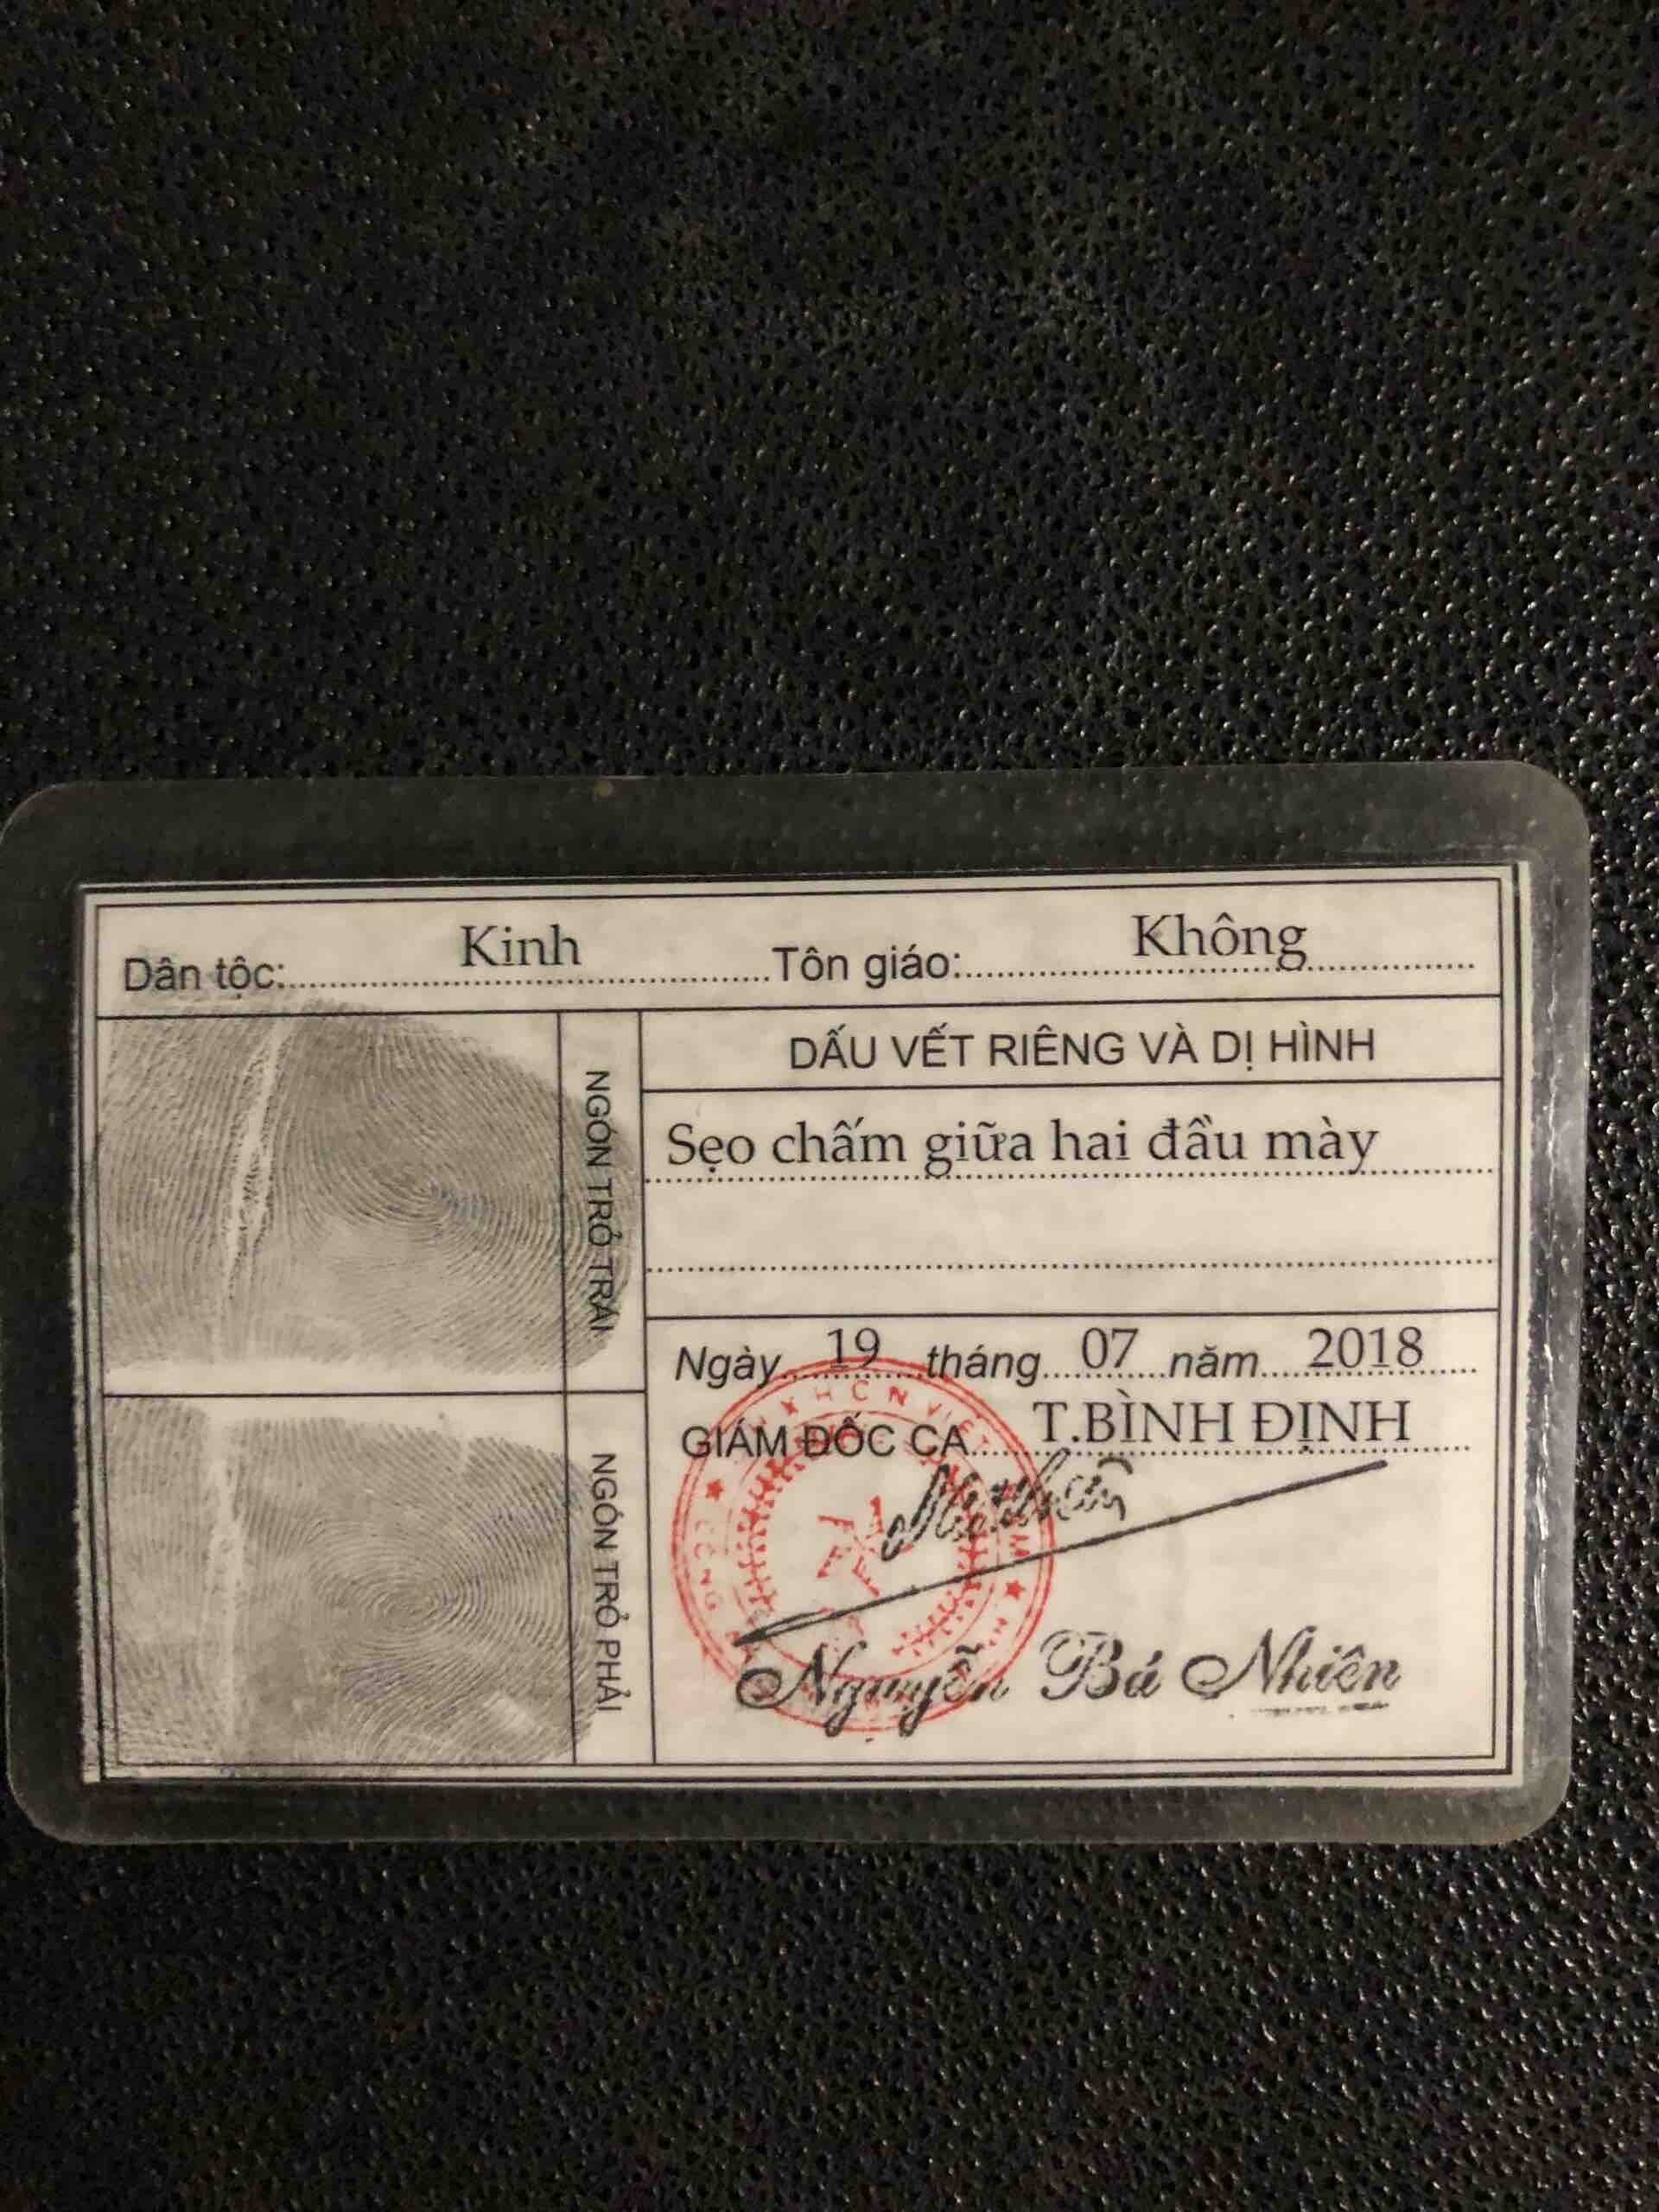 Dân tộc: Kinh Tôn giáo: Không
NGÓN TRỎ TRÁI
DẤU VẾT RIÊNG VÀ DỊ HÌNH
Sẹo chấm giữa hai đầu mày
Ngày 19 tháng 07 năm 2018
GIÁM ĐỐC CA T.BÌNH ĐỊNH
NGÓN TRỎ PHẢI
Nguyễn Bá Nhiên